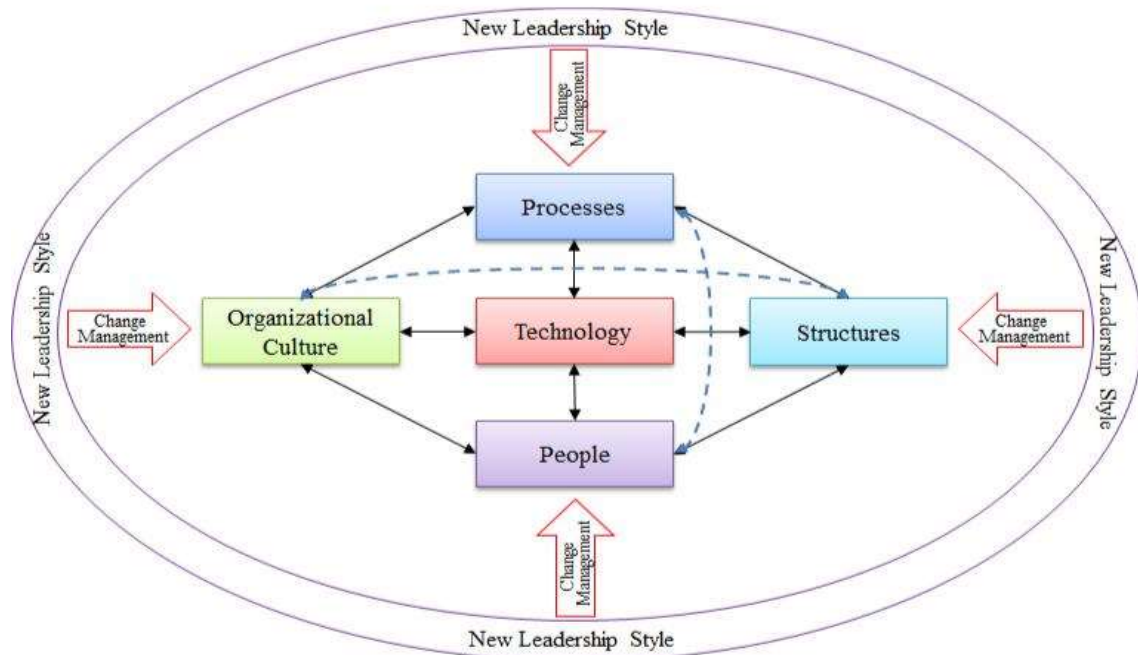 New Leadership Style
Change
Management
Processes
New Leadership Style
Change
Management
Organizational
Culture
Technology
Structures
Change
Management
New Leadership Style
People
Change
Management
New Leadership Style